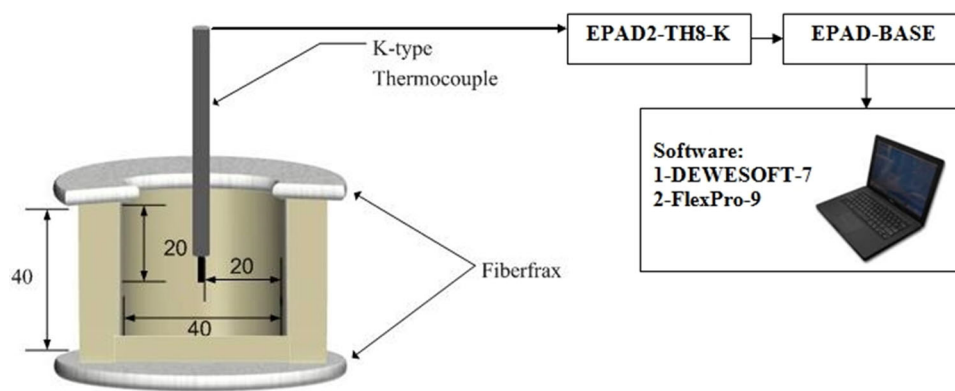 EPAD2-TH8-K
EPAD-BASE
K-type
Thermocouple
Software:
1-DEWESOFT-7
2-FlexPro-9
20
20
40
40
Fiberfrax